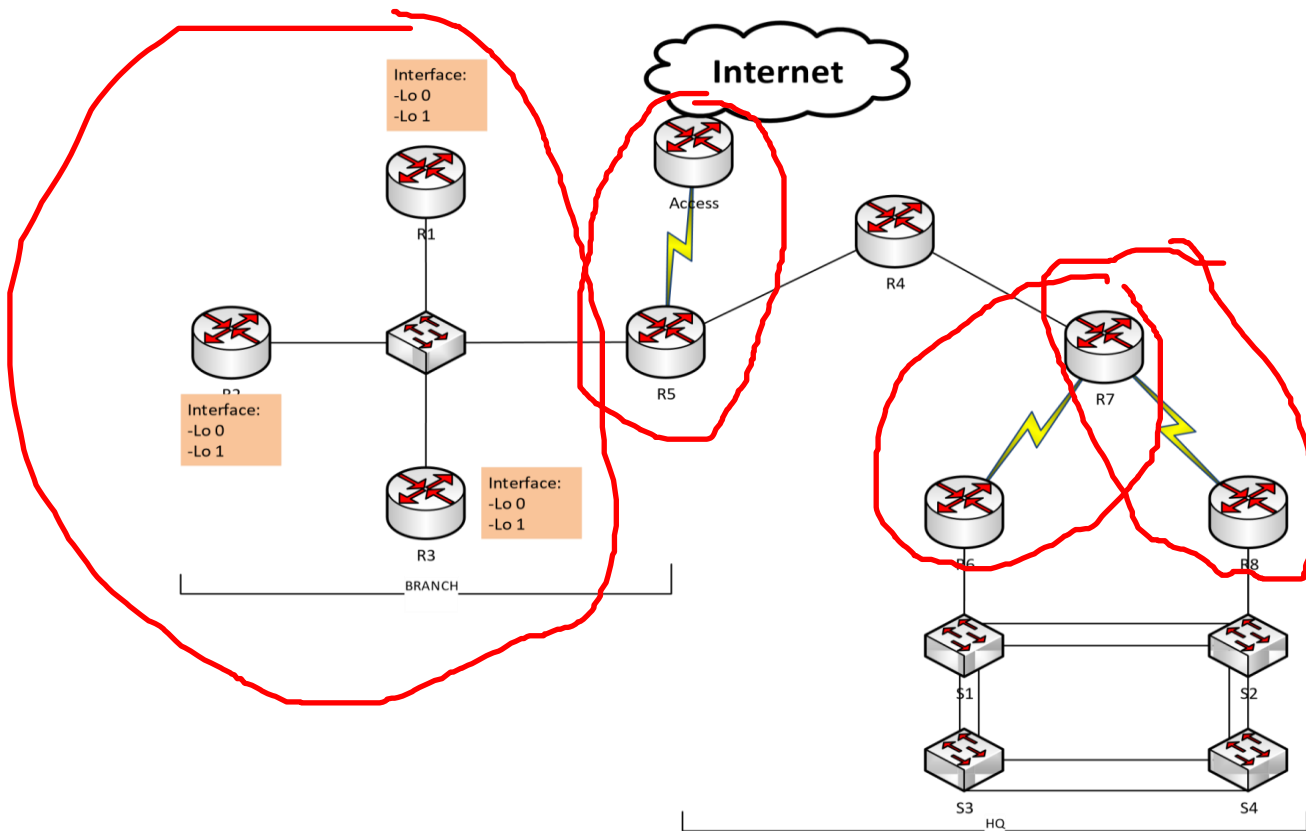 Internet
Interface:
-Lo 0
-Lo 1
Access
R1
R4
R2
R5
R7
Interface:
-Lo 0
-Lo 1
Interface:
-Lo 0
-Lo 1
R3
R6
R8
BRANCH
S1
S2
S3
S4
HQ